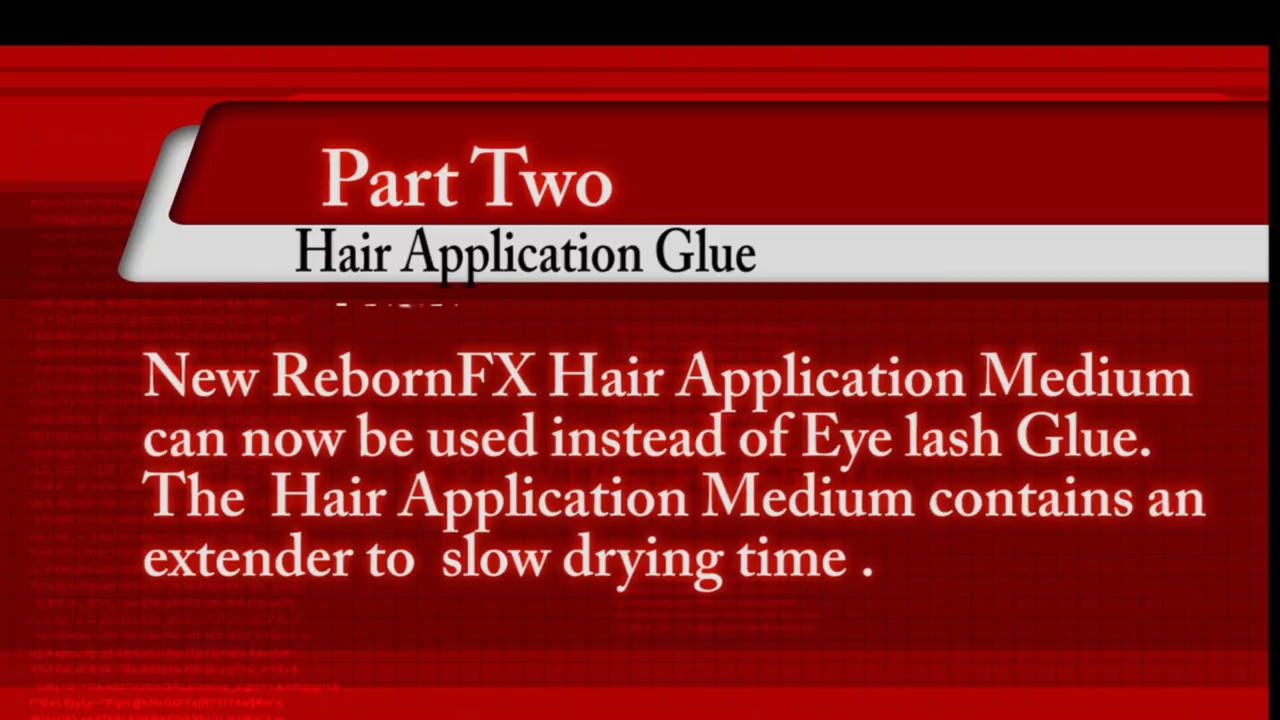 Part Two
Hair Application Glue
New RebornFX Hair Application Medium
can now be used instead of Eye lash Glue.
The Hair Application Medium contains an
extender to slow drying time .